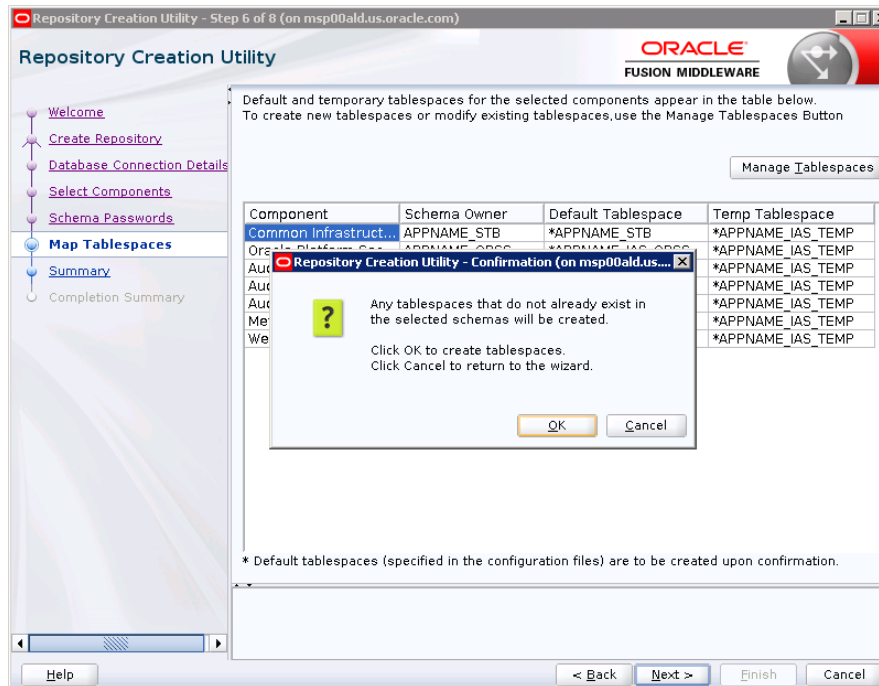 Repository Creation Utility - Step 6 of 8 (on msp00ald.us.oracle.com)
Repository Creation Utility
ORACLE
FUSION MIDDLEWARE
Welcome
Create Repository
Database Connection Details
Select Components
Schema Passwords
Map Tablespaces
Summary
Completion Summary
Default and temporary tablespaces for the selected components appear in the table below.
To create new tablespaces or modify existing tablespaces,use the Manage Tablespaces Button
Manage Tablespaces
Component Schema Owner Default Tablespace Temp Tablespace
Common Infrastruct... APPNAME_STB *APPNAME_STB *APPNAME_IAS_TEMP
*APPNAME_IAS_TEMP
Au *APPNAME_IAS_TEMP
Au *APPNAME_IAS_TEMP
Au *APPNAME_IAS_TEMP
Me *APPNAME_IAS_TEMP
We *APPNAME_IAS_TEMP
Repository Creation Utility - Confirmation (on msp00ald.us....
Any tablespaces that do not already exist in
the selected schemas will be created.
Click OK to create tablespaces.
Click Cancel to return to the wizard.
OK Cancel
* Default tablespaces (specified in the configuration files) are to be created upon confirmation.
Help < Back Next > Finish Cancel